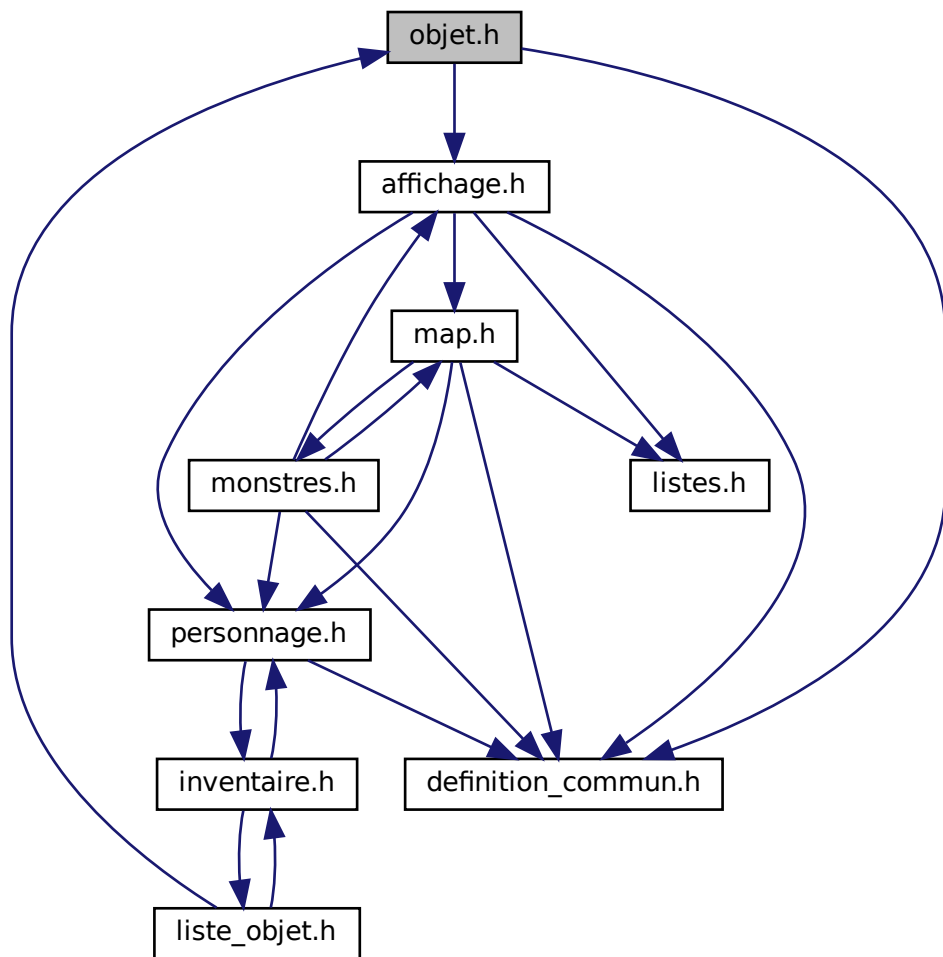 objet.h
affichage.h
map.h
monstres.h
listes.h
personnage.h
inventaire.h
definition_commun.h
liste_objet.h